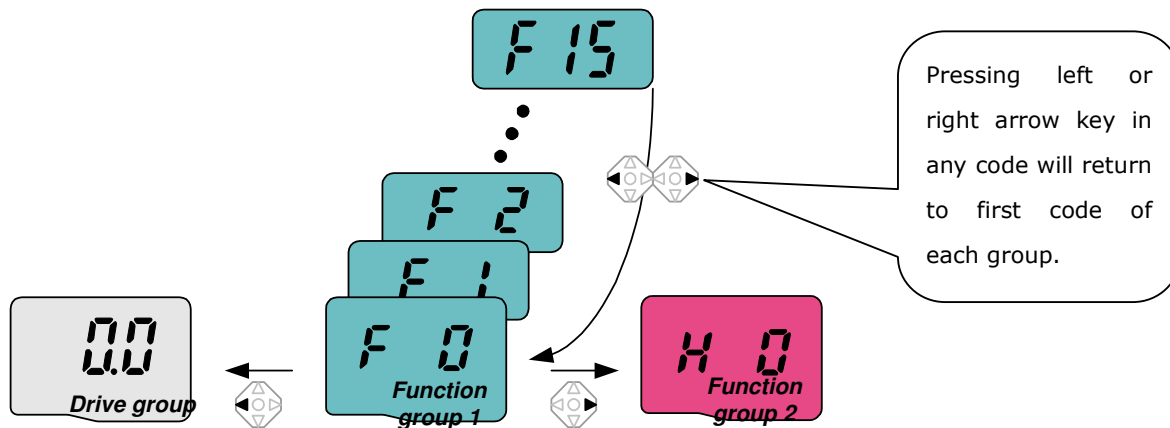 F 15
Pressing left or
right arrow key in
any code will return
to first code of
each group.
F 2
F 1
0.0
Drive group
F 0
Function
group 1
H 0
Function
group 2